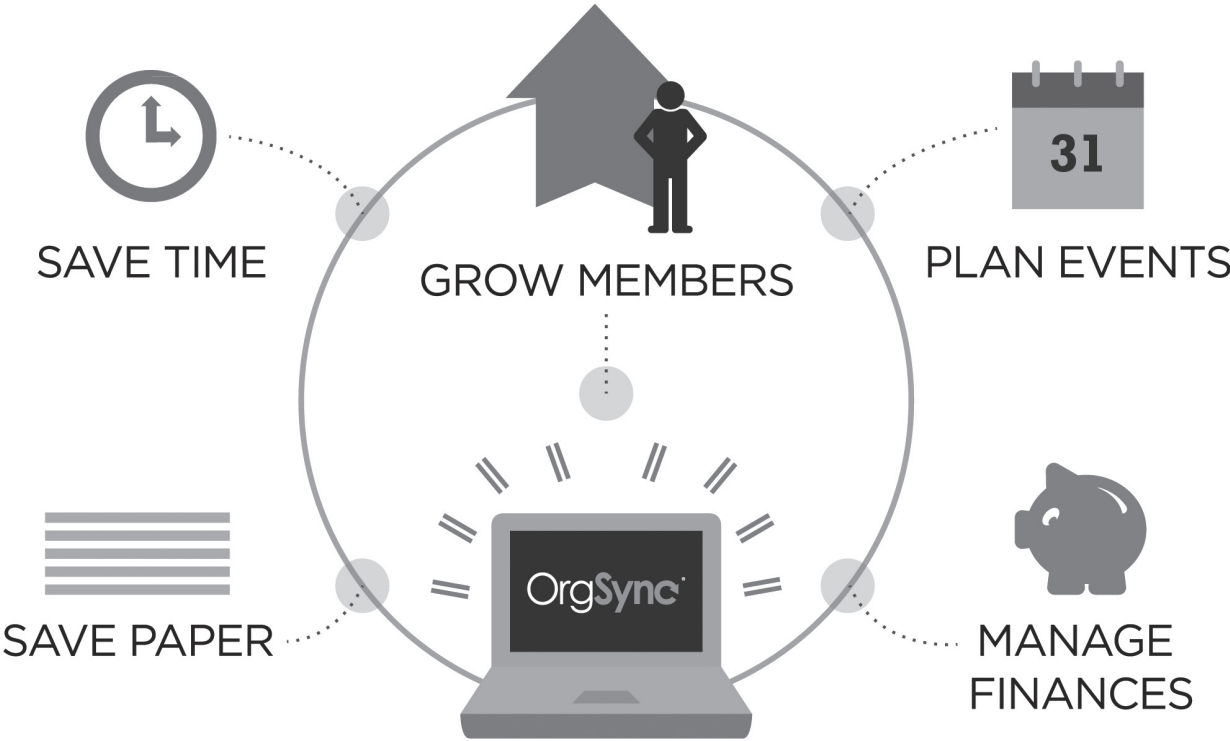 SAVE TIME
GROW MEMBERS
31
PLAN EVENTS
SAVE PAPER
OrgSync
MANAGE
FINANCES